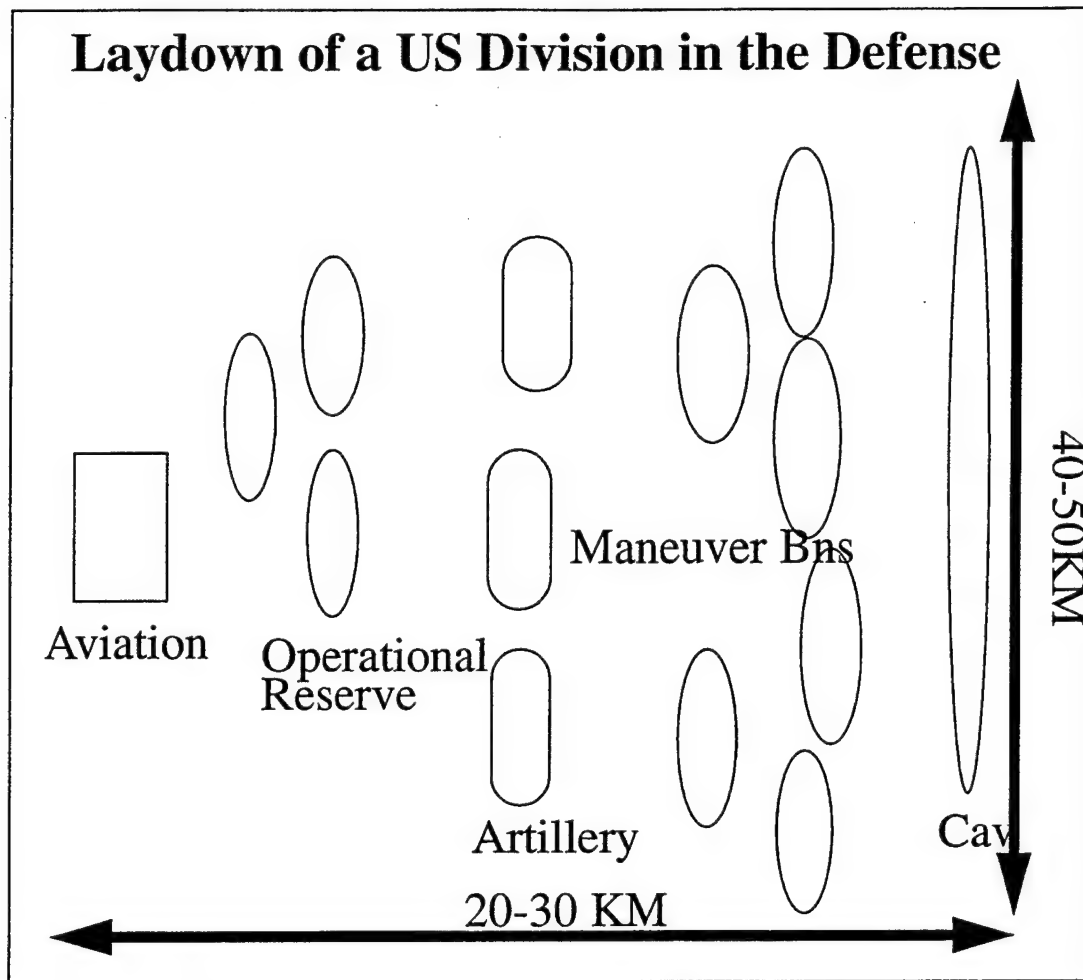 Laydown of a US Division in the Defense
40-50KM
Maneuver Bns
Aviation
Operational
Reserve
Artillery
Cav
20-30 KM